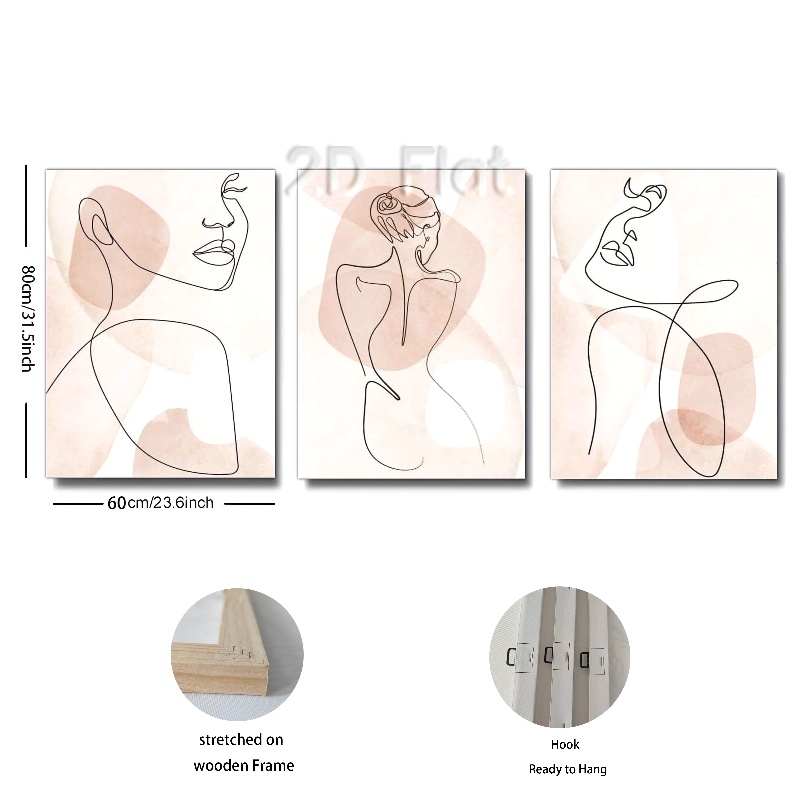 2D Flat
80cm/31.5inch
60cm/23.6inch
stretched on
wooden Frame
Hook
Ready to Hang